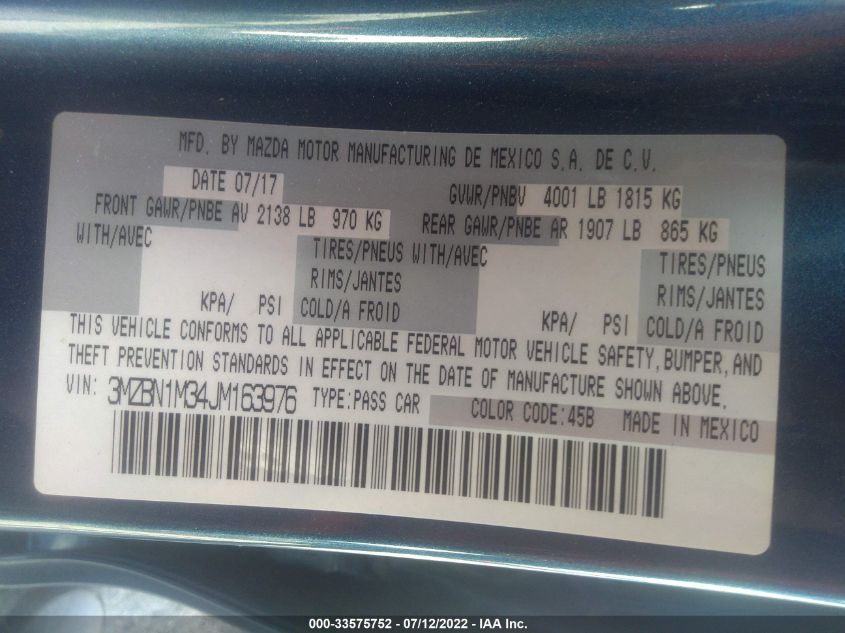 MFD. BY MAZDA MOTOR MANUFACTURING DE MEXICO S.A. DE C.V.
DATE 07/17 GVWR/PNBV 4001 LB 1815 KG
FRONT GAWR/PNBE AV 2138 LB 970 KG REAR GAWR/PNBE AR 1907 LB 865 KG
WITH/AVEC TIRES/PNEUS WITH/AVEC TIRES/PNEUS
RIMS/JANTES RIMS/JANTES
KPA/ PSI COLD/A FROID KPA/ PSI COLD/A FROID
THIS VEHICLE CONFORMS TO ALL APPLICABLE FEDERAL MOTOR VEHICLE SAFETY, BUMPER, AND
THEFT PREVENTION STANDARDS IN EFFECT ON THE DATE OF MANUFACTURE SHOWN ABOVE.
VIN: 3MZBN1M34JM163976 TYPE:PASS CAR COLOR CODE:45B MADE IN MEXICO
000-33575752 - 07/12/2022 - IAA Inc.